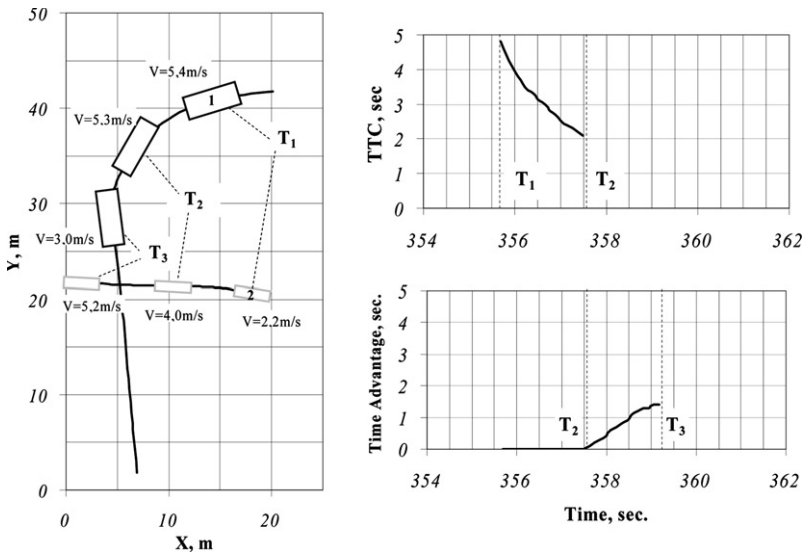 50
V=5,4m/s
1
40
V=5,3m/s
T1
30
T2
V=3.0m/s
T3
Y, m
20
2
V=5,2m/s
V=4,0m/s
V=2,2m/s
10
0
0
10
20
X, m
5
4
3
2
1
0
TTC, sec
T1
T2
354
356
358
360
362
5
4
3
2
1
0
Time Advantage, sec.
T2
T3
354
356
358
360
362
Time, sec.